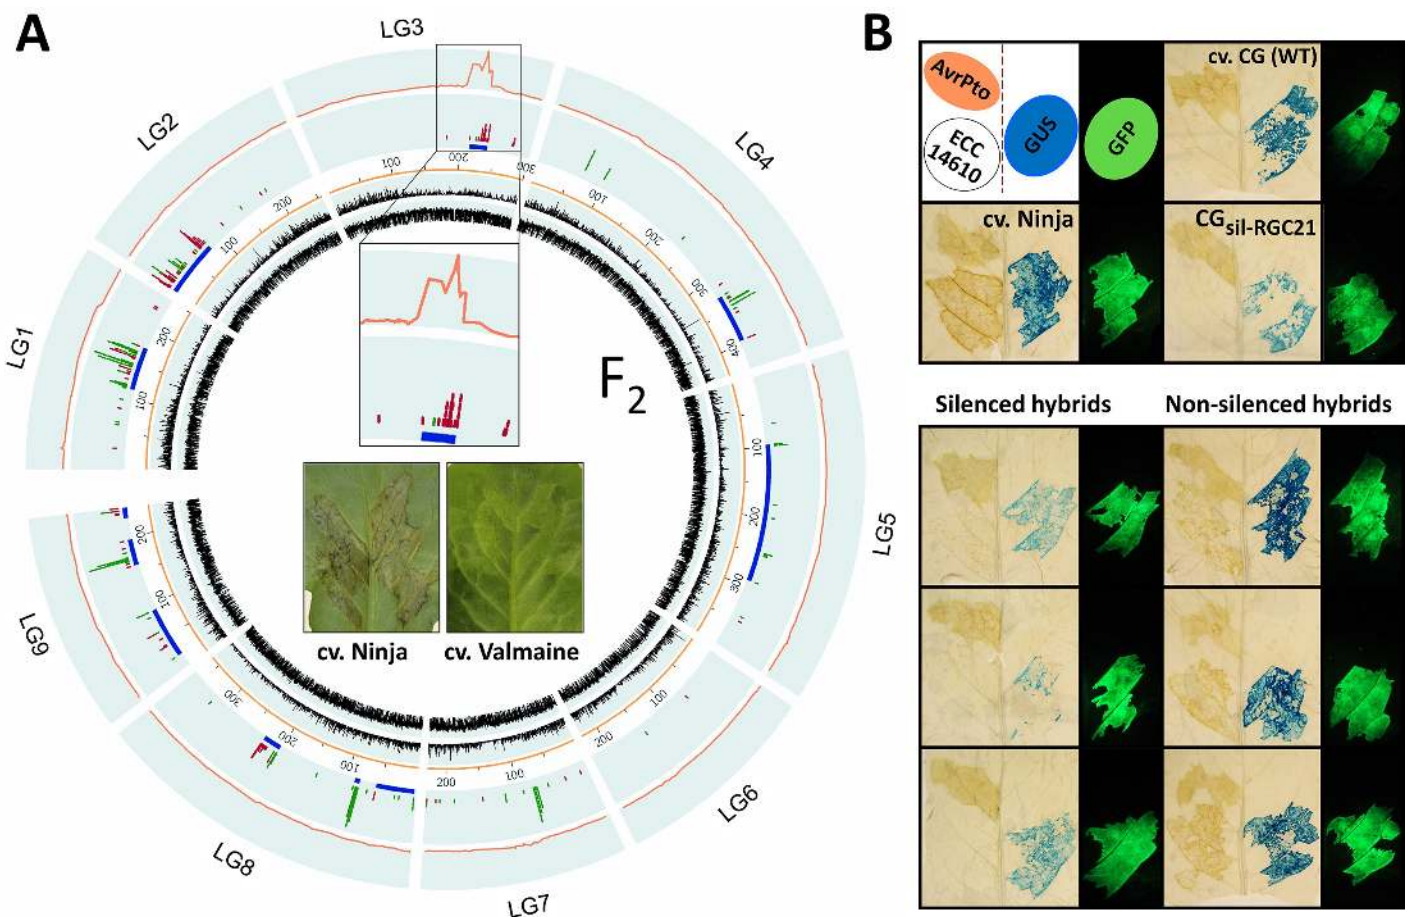 A
LG3
LG2
LG4
LG1
100
200
300
100
200
300
400
100
200
100
200
100
200
300
F2
LG5
cv. Ninja
cv. Valmaine
200
100
LG9
300
200
100
200
100
200
100
LG6
LG8
LG7
B
AvrPto
ECC
14610
GUS
GFP
cv. CG (WT)
cv. Ninja
CGsil-RGC21
Silenced hybrids
Non-silenced hybrids